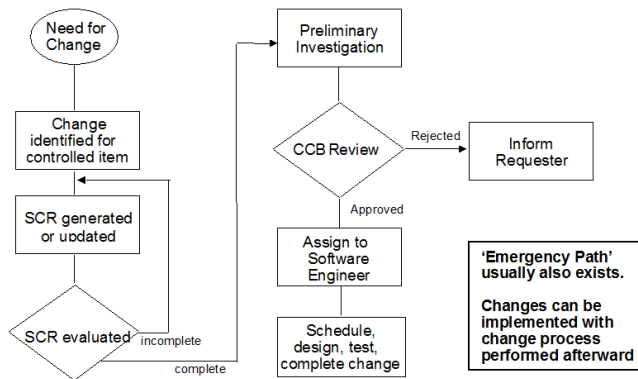 Need for
Change
Change
identified for
controlled item
SCR generated
or updated
SCR evaluated
incomplete
complete
Preliminary
Investigation
CCB Review
Rejected
Inform
Requester
Approved
Assign to
Software
Engineer
Schedule,
design, test,
complete change
‘Emergency Path’
usually also exists.
Changes can be
implemented with
change process
performed afterward